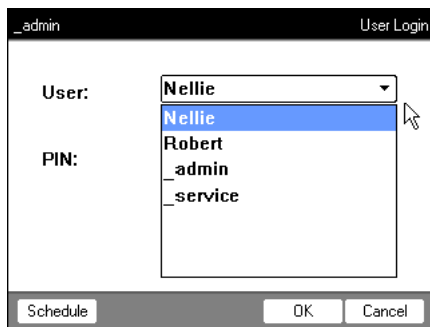 _admin User Login
User: Nellie
Nellie
Robert
PIN:
_admin
_service
Schedule OK Cancel